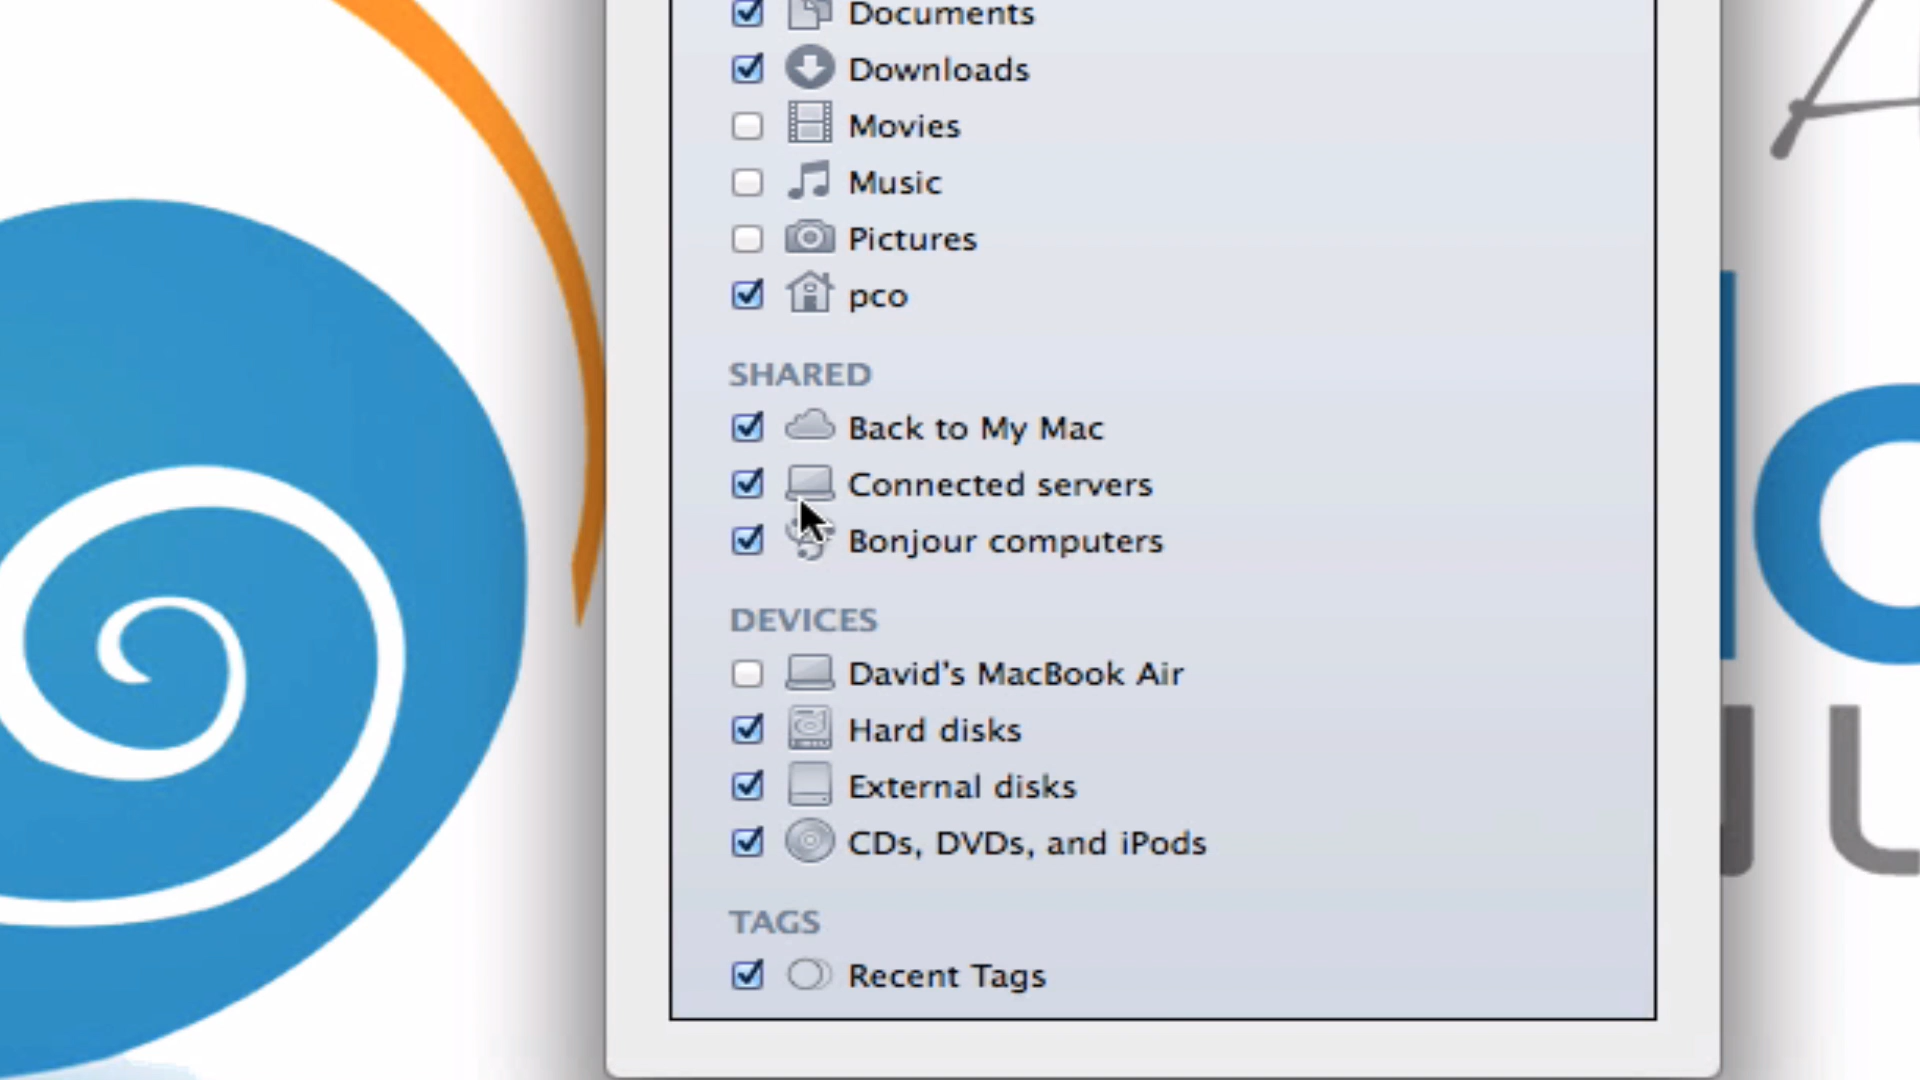 Documents
Downloads
Movies
Music
Pictures
pco
SHARED
Back to My Mac
Connected servers
Bonjour computers
DEVICES
David's MacBook Air
Hard disks
External disks
CDs, DVDs, and iPods
TAGS
Recent Tags